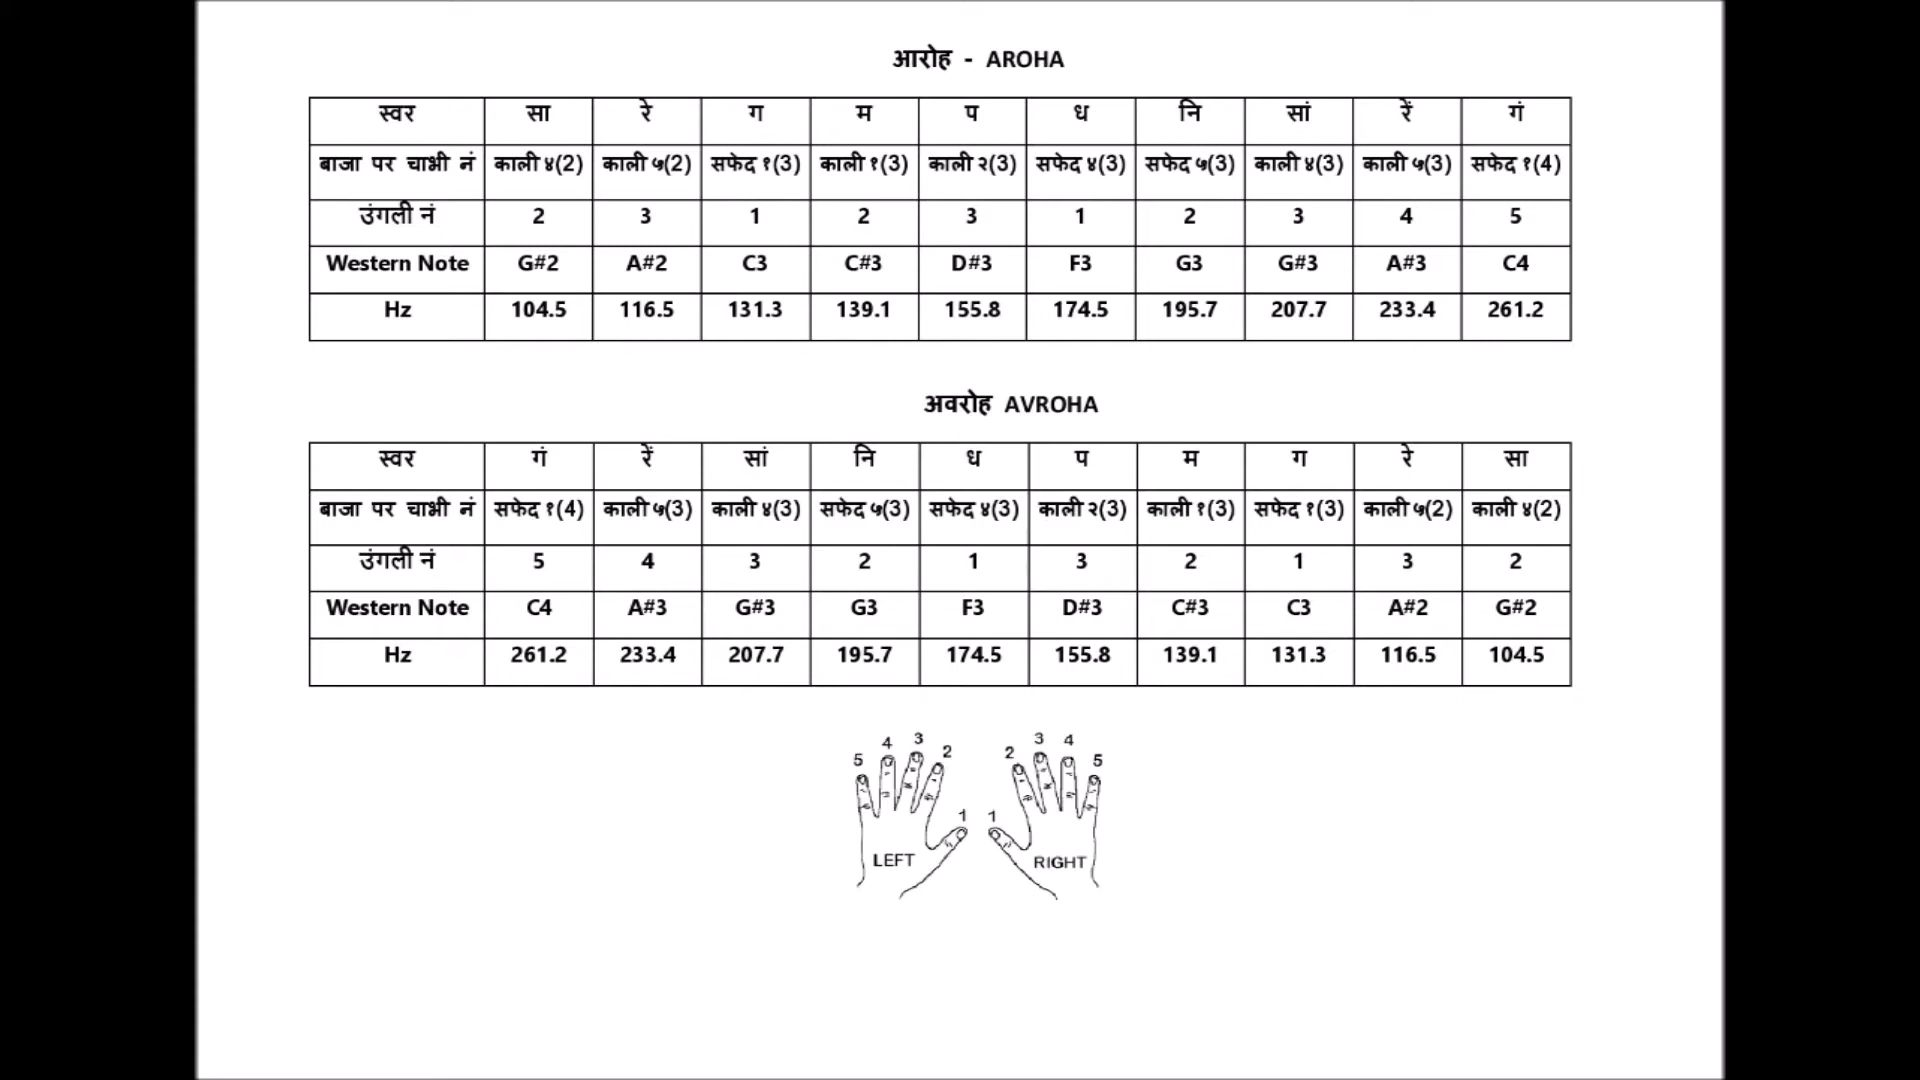 आरोह - AROHA
स्वर सा रे ग म प ध नि सां रें गं
बाजा पर चाभी नं काली ४(2) काली ५(2) सफेद १(3) काली १(3) काली २(3) सफेद ४(3) सफेद ५(3) काली ४(3) काली ५(3) सफेद १(4)
उंगली नं 2 3 1 2 3 1 2 3 4 5
Western Note G#2 A#2 C3 C#3 D#3 F3 G3 G#3 A#3 C4
Hz 104.5 116.5 131.3 139.1 155.8 174.5 195.7 207.7 233.4 261.2
अवरोह AVROHA
स्वर गं रें सां नि ध प म ग रे सा
बाजा पर चाभी नं सफेद १(4) काली ५(3) काली ४(3) सफेद ५(3) सफेद ४(3) काली २(3) काली १(3) सफेद १(3) काली ५(2) काली ४(2)
उंगली नं 5 4 3 2 1 3 2 1 3 2
Western Note C4 A#3 G#3 G3 F3 D#3 C#3 C3 A#2 G#2
Hz 261.2 233.4 207.7 195.7 174.5 155.8 139.1 131.3 116.5 104.5
5 4 3 2 2 3 4 5
1 1
LEFT RIGHT